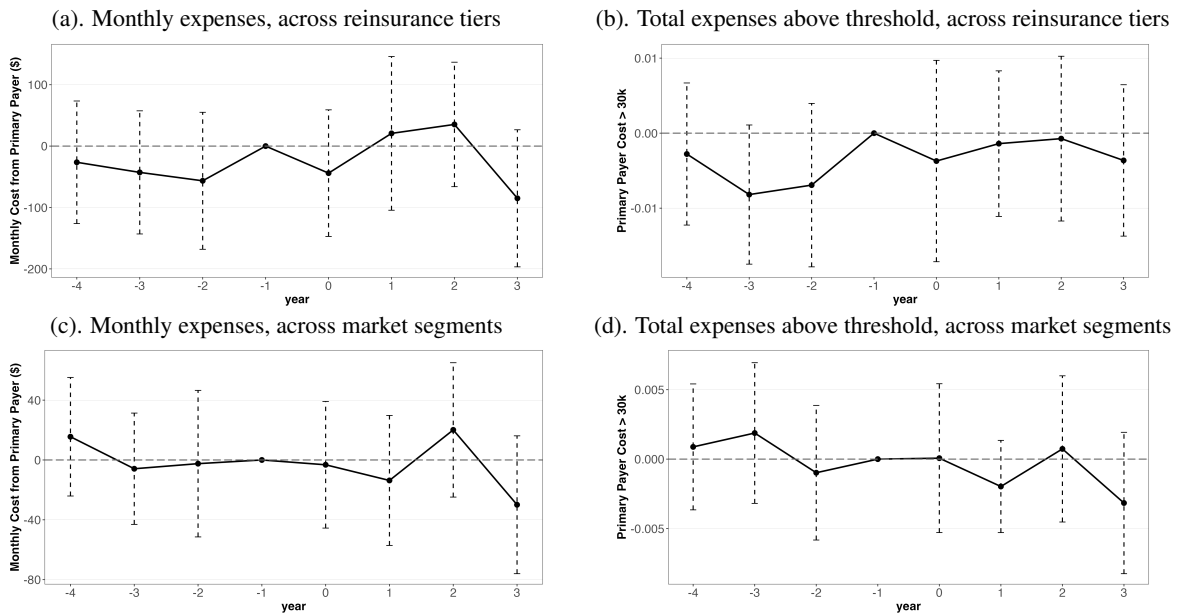 (a). Monthly expenses, across reinsurance tiers
Monthly Cost from Primary Payer ($)
100
0
-100
-200
-4 -3 -2 -1 0 1 2 3
year
(b). Total expenses above threshold, across reinsurance tiers
Primary Payer Cost > 30k
0.01
0.00
-0.01
-4 -3 -2 -1 0 1 2 3
year
(c). Monthly expenses, across market segments
Monthly Cost from Primary Payer ($)
40
0
-40
-80
-4 -3 -2 -1 0 1 2 3
year
(d). Total expenses above threshold, across market segments
Primary Payer Cost > 30k
0.005
0.000
-0.005
-4 -3 -2 -1 0 1 2 3
year